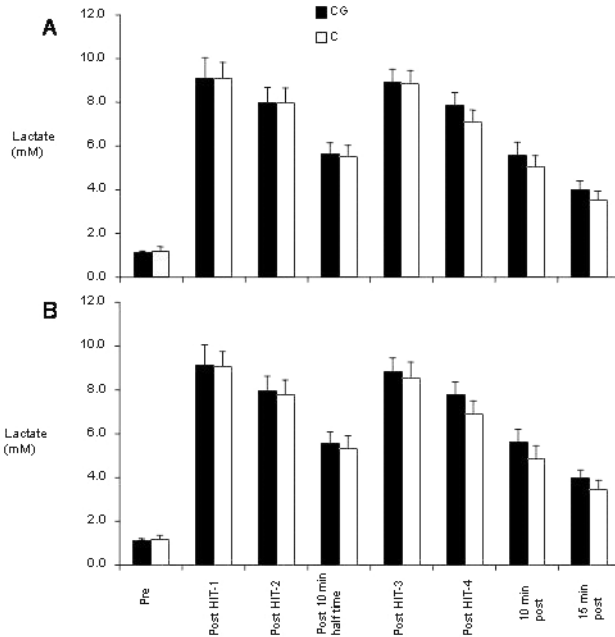 A
CG
C
12.0
10.0
8.0
6.0
4.0
2.0
0.0
Lactate
(mM)
B
12.0
10.0
8.0
6.0
4.0
2.0
0.0
Lactate
(mM)
Pre
Post HIT-1
Post HIT-2
Post 10 min
half time
Post HIT-3
Post HIT-4
10 min
post
15 min
post